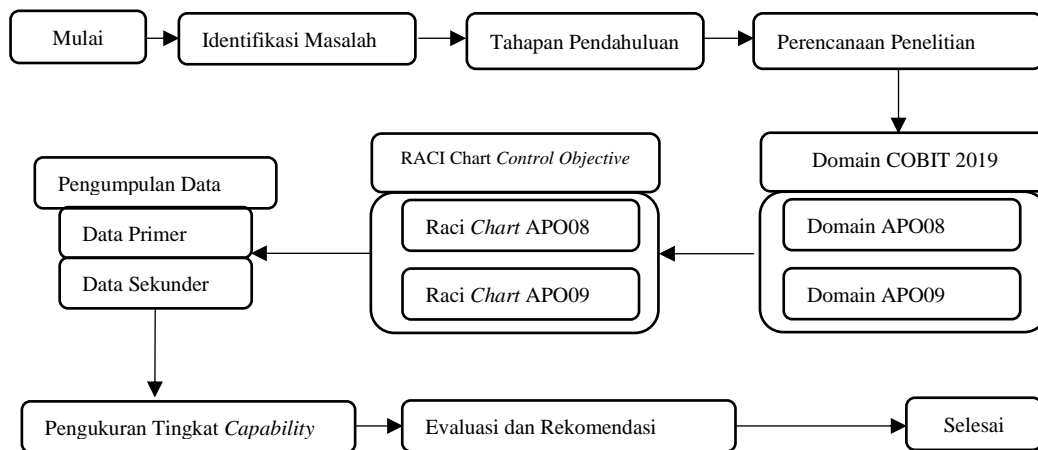 Mulai
Identifikasi Masalah
Tahapan Pendahuluan
Perencanaan Penelitian
Domain COBIT 2019
Domain APO08
Domain APO09
RACI Chart Control Objective
Raci Chart APO08
Raci Chart APO09
Pengumpulan Data
Data Primer
Data Sekunder
Pengukuran Tingkat Capability
Evaluasi dan Rekomendasi
Selesai